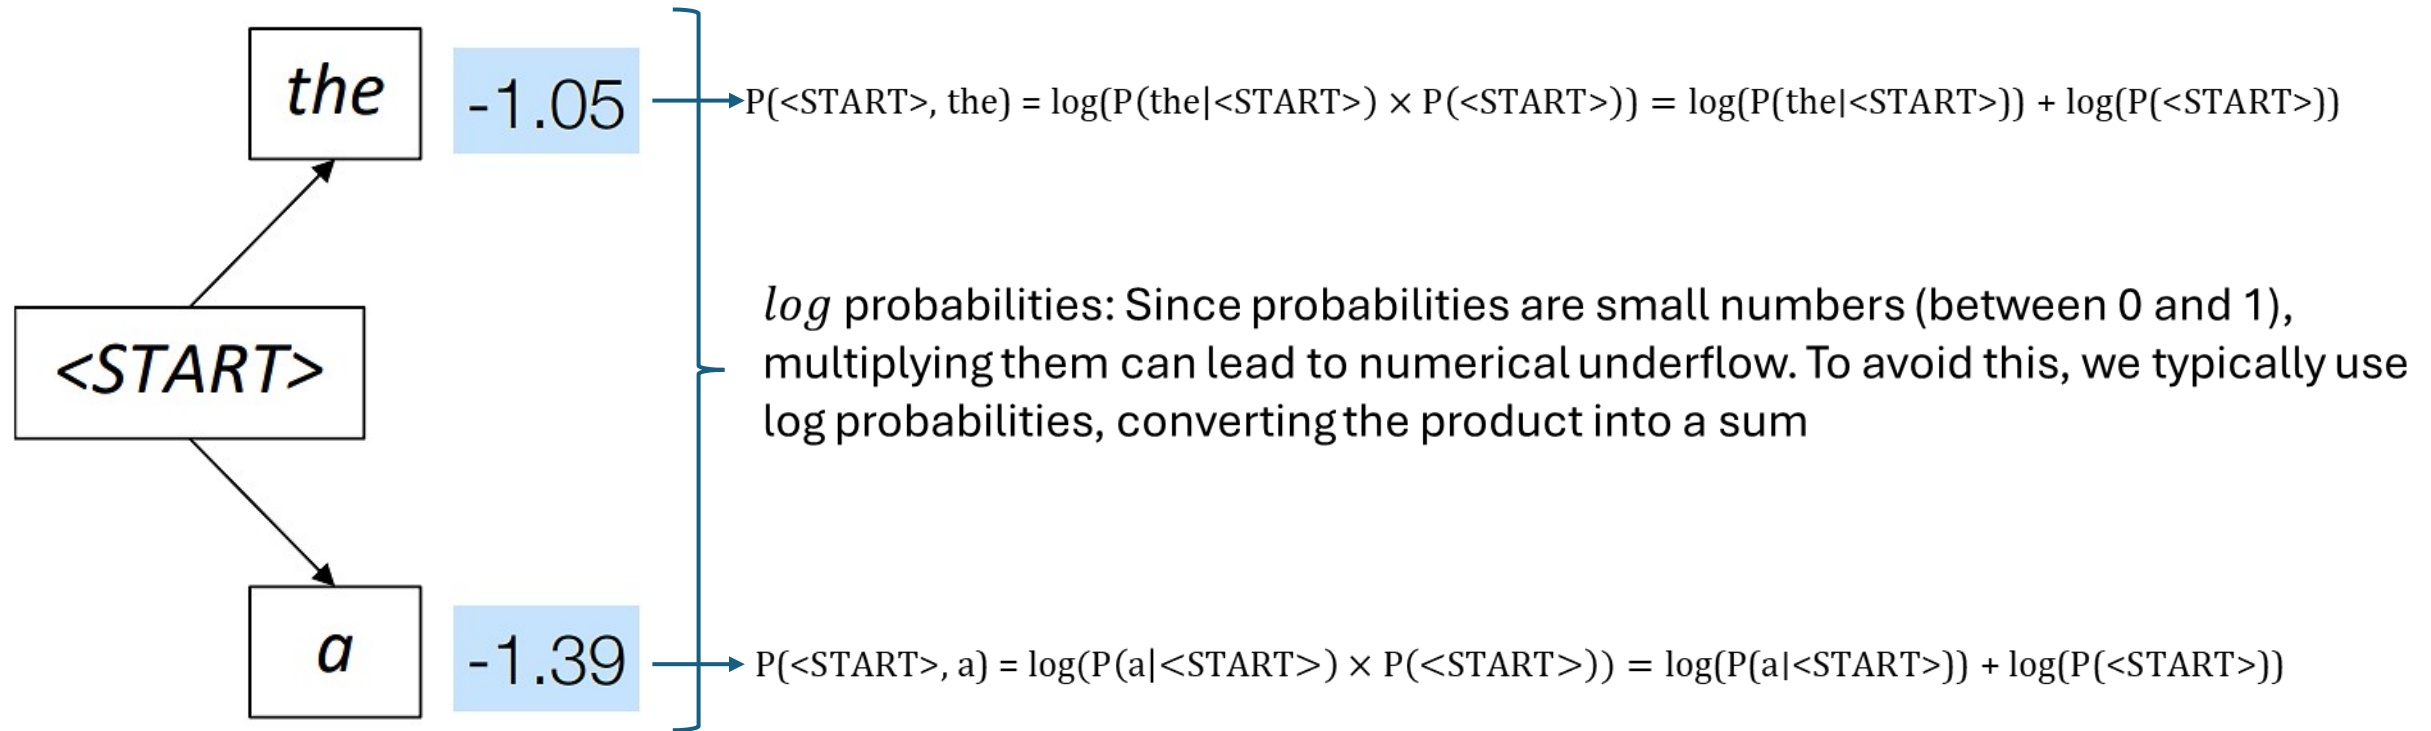 the
-1.05
P(<START>, the) = log(P(the|<START>) × P(<START>)) = log(P(the|<START>)) + log(P(<START>))
<START>
log probabilities: Since probabilities are small numbers (between 0 and 1),
multiplying them can lead to numerical underflow. To avoid this, we typically use
log probabilities, converting the product into a sum
a
-1.39
P(<START>, a) = log(P(a|<START>) × P(<START>)) = log(P(a|<START>)) + log(P(<START>))